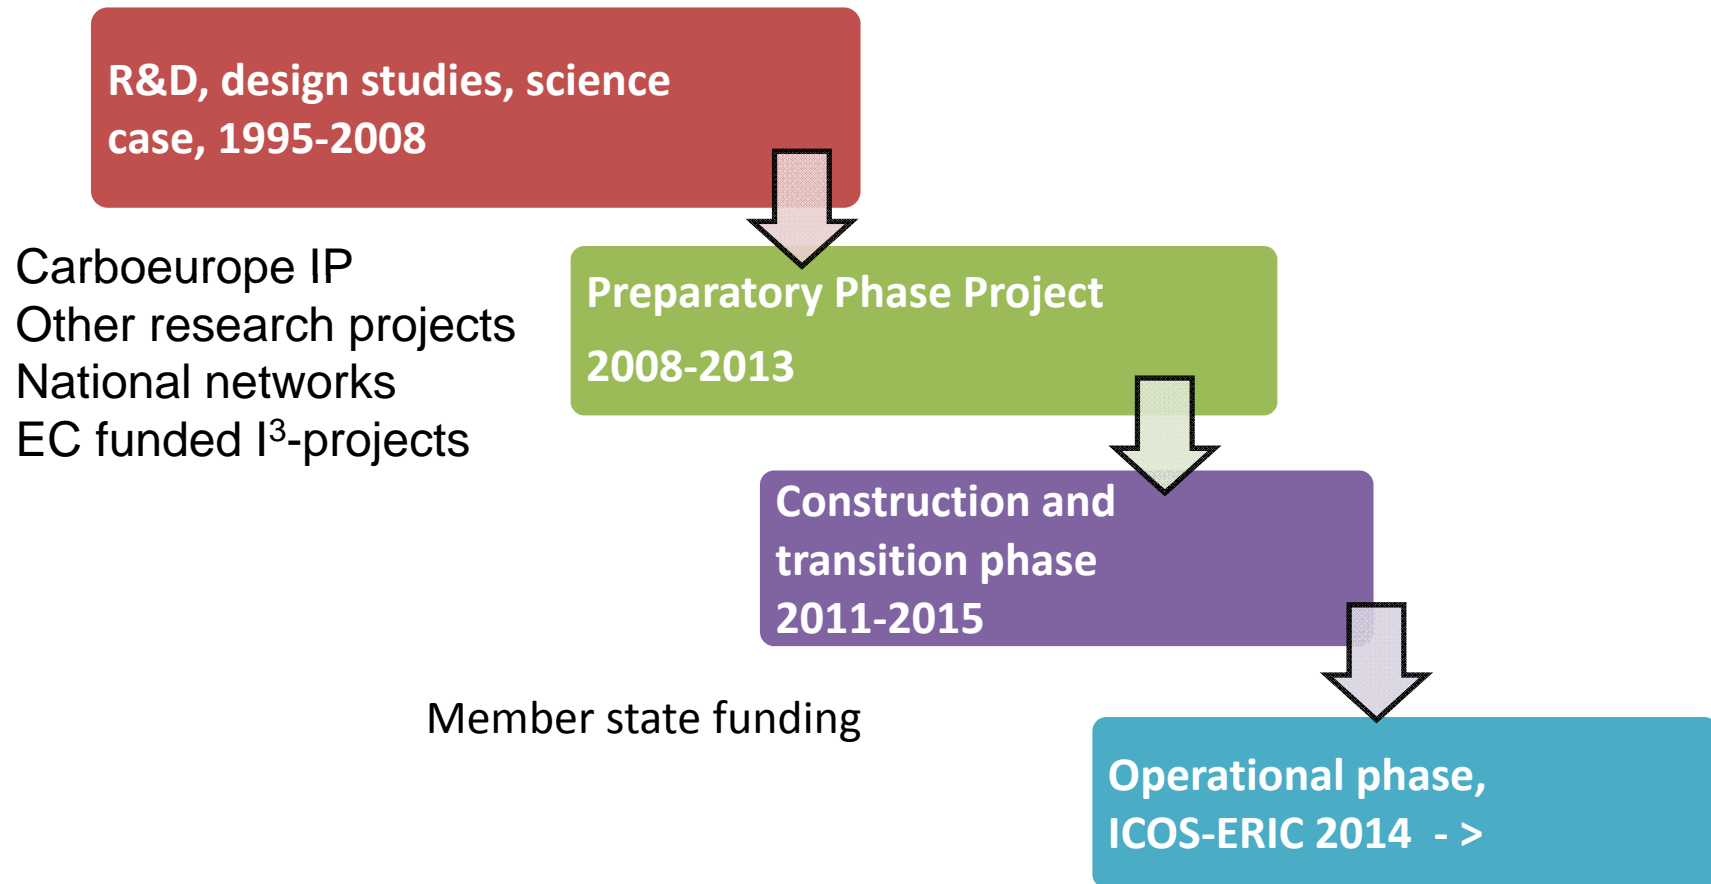 R&D, design studies, science
case, 1995-2008
Carboeurope IP
Other research projects
National networks
EC funded I³-projects
Preparatory Phase Project
2008-2013
Construction and
transition phase
2011-2015
Member state funding
Operational phase,
ICOS-ERIC 2014 - >